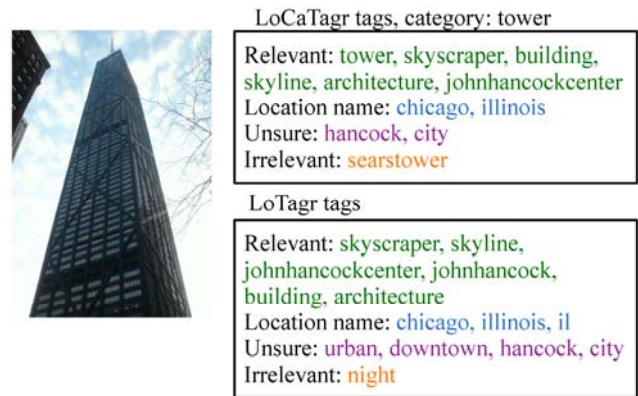 LoCaTagr tags, category: tower
Relevant: tower, skyscraper, building,
skyline, architecture, johnhancockcenter
Location name: chicago, illinois
Unsure: hancock, city
Irrelevant: searstower
LoTagr tags
Relevant: skyscraper, skyline,
johnhancockcenter, johnhancock,
building, architecture
Location name: chicago, illinois, il
Unsure: urban, downtown, hancock, city
Irrelevant: night